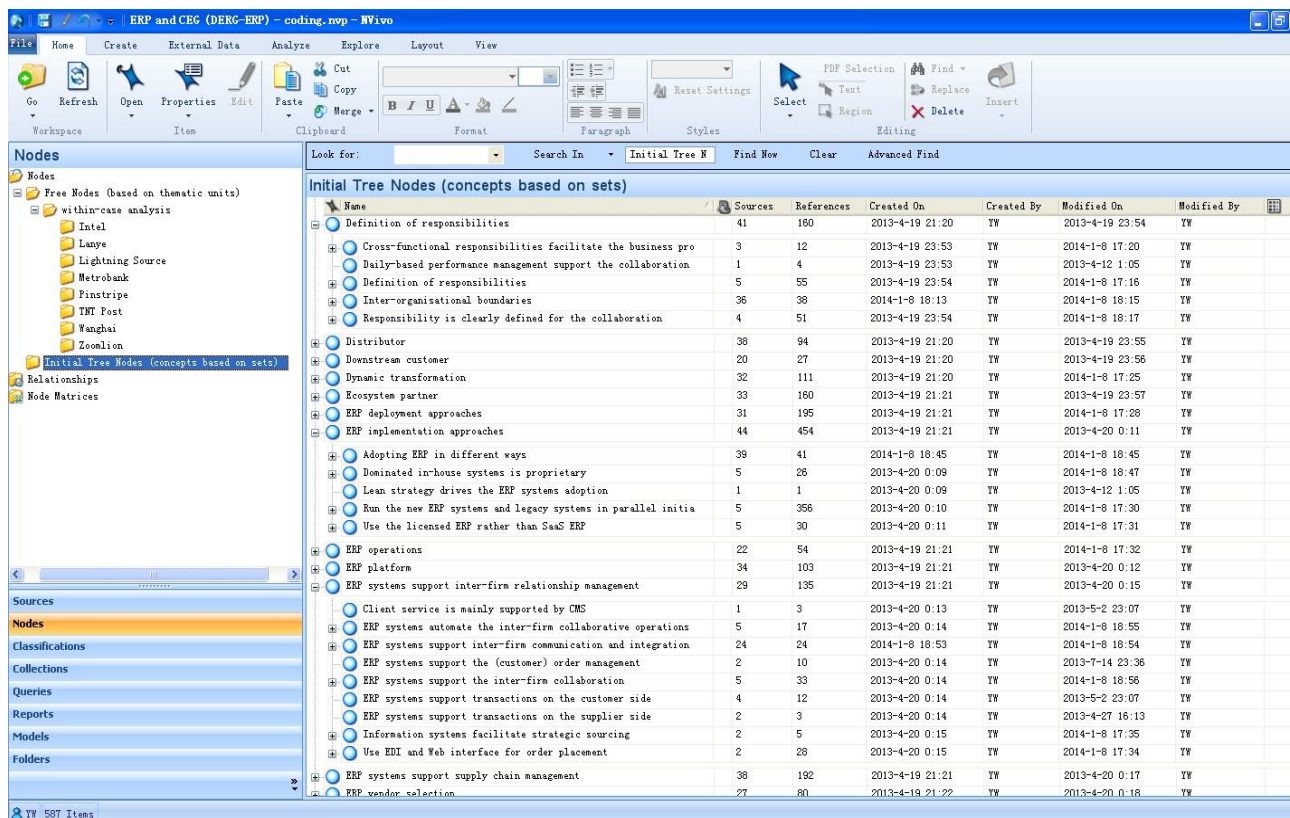 ERP and CEG (DERG-ERP) - coding.nvp - NVivo
File Home Create External Data Analyze Explore Layout View
Go Refresh Open Properties Edit Paste Cut Copy Merge B I U A Reset Settings Select PDF Selection Text Region Find Replace Delete Insert
Workspace Item Clipboard Format Paragraph Styles Editing
Nodes
Nodes
Free Nodes (based on thematic units)
within-case analysis
Intel
Lanye
Lightning Source
Metrobank
Pinstripe
TNT Post
Wanghai
Zoomlion
Initial Tree Nodes (concepts based on sets)
Relationships
Node Matrices
Sources
Nodes
Classifications
Collections
Queries
Reports
Models
Folders
Look for: Search In Initial Tree N Find Now Clear Advanced Find
Initial Tree Nodes (concepts based on sets)
Name Sources References Created On Created By Modified On Modified By
Definition of responsibilities 41 160 2013-4-19 21:20 YW 2013-4-19 23:54 YW
Cross-functional responsibilities facilitate the business pro 3 12 2013-4-19 23:53 YW 2014-1-8 17:20 YW
Daily-based performance management support the collaboration 1 4 2013-4-19 23:53 YW 2013-4-12 1:05 YW
Definition of responsibilities 5 55 2013-4-19 23:54 YW 2014-1-8 17:16 YW
Inter-organisational boundaries 36 38 2014-1-8 18:13 YW 2014-1-8 18:15 YW
Responsibility is clearly defined for the collaboration 4 51 2013-4-19 23:54 YW 2014-1-8 18:17 YW
Distributor 38 94 2013-4-19 21:20 YW 2013-4-19 23:55 YW
Downstream customer 20 27 2013-4-19 21:20 YW 2013-4-19 23:56 YW
Dynamic transformation 32 111 2013-4-19 21:20 YW 2014-1-8 17:25 YW
Ecosystem partner 33 160 2013-4-19 21:21 YW 2013-4-19 23:57 YW
ERP deployment approaches 31 195 2013-4-19 21:21 YW 2014-1-8 17:28 YW
ERP implementation approaches 44 454 2013-4-19 21:21 YW 2013-4-20 0:11 YW
Adopting ERP in different ways 39 41 2014-1-8 18:45 YW 2014-1-8 18:45 YW
Dominated in-house systems is proprietary 5 26 2013-4-20 0:09 YW 2014-1-8 18:47 YW
Lean strategy drives the ERP systems adoption 1 1 2013-4-20 0:09 YW 2013-4-12 1:05 YW
Run the new ERP systems and legacy systems in parallel initia 5 356 2013-4-20 0:10 YW 2014-1-8 17:30 YW
Use the licensed ERP rather than SaaS ERP 5 30 2013-4-20 0:11 YW 2014-1-8 17:31 YW
ERP operations 22 54 2013-4-19 21:21 YW 2014-1-8 17:32 YW
ERP platform 34 103 2013-4-19 21:21 YW 2013-4-20 0:12 YW
ERP systems support inter-firm relationship management 29 135 2013-4-19 21:21 YW 2013-4-20 0:15 YW
Client service is mainly supported by CMS 1 3 2013-4-20 0:13 YW 2013-5-2 23:07 YW
ERP systems automate the inter-firm collaborative operations 5 17 2013-4-20 0:14 YW 2014-1-8 18:55 YW
ERP systems support inter-firm communication and integration 24 24 2014-1-8 18:53 YW 2014-1-8 18:54 YW
ERP systems support the (customer) order management 2 10 2013-4-20 0:14 YW 2013-7-14 23:36 YW
ERP systems support the inter-firm collaboration 5 33 2013-4-20 0:14 YW 2014-1-8 18:56 YW
ERP systems support transactions on the customer side 4 12 2013-4-20 0:14 YW 2013-5-2 23:07 YW
ERP systems support transactions on the supplier side 2 3 2013-4-20 0:14 YW 2013-4-27 16:13 YW
Information systems facilitate strategic sourcing 2 5 2013-4-20 0:15 YW 2014-1-8 17:35 YW
Use EDI and Web interface for order placement 2 28 2013-4-20 0:15 YW 2014-1-8 17:34 YW
ERP systems support supply chain management 38 192 2013-4-19 21:21 YW 2013-4-20 0:17 YW
ERP vendor selection 27 80 2013-4-19 21:22 YW 2013-4-20 0:18 YW
YW 587 Items